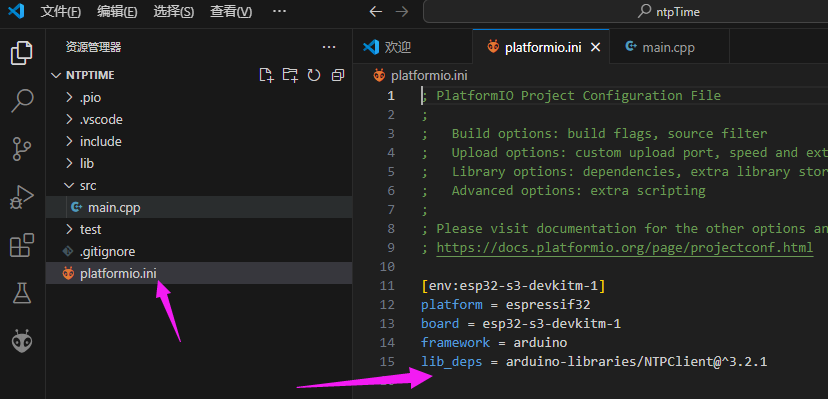 文件(F) 编辑(E) 选择(S) 查看(V) ··· ntpTime
资源管理器 ···
NTPTIME
.pio
.vscode
include
lib
src
main.cpp
test
.gitignore
platformio.ini
欢迎 platformio.ini main.cpp
platformio.ini
1 ; PlatformIO Project Configuration File
2 ;
3 ;   Build options: build flags, source filter
4 ;   Upload options: custom upload port, speed and ext
5 ;   Library options: dependencies, extra library stor
6 ;   Advanced options: extra scripting
7 ;
8 ; Please visit documentation for the other options an
9 ; https://docs.platformio.org/page/projectconf.html
10
11 [env:esp32-s3-devkitm-1]
12 platform = espressif32
13 board = esp32-s3-devkitm-1
14 framework = arduino
15 lib_deps = arduino-libraries/NTPClient@^3.2.1